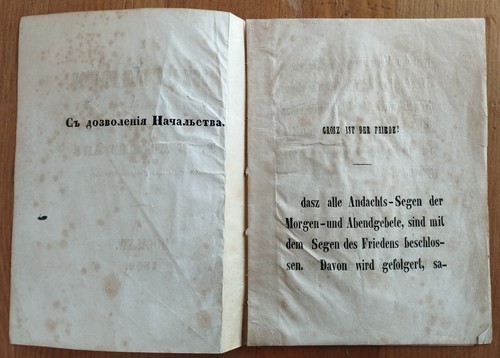 Съ дозволенія Начальства.
GROSZ IST DER FRIEDE!
dasz alle Andachts-Segen der
Morgen-und Abendgebete, sind mit
dem Segen des Friedens beschlos-
sen. Davon wird gefolgert, sa-